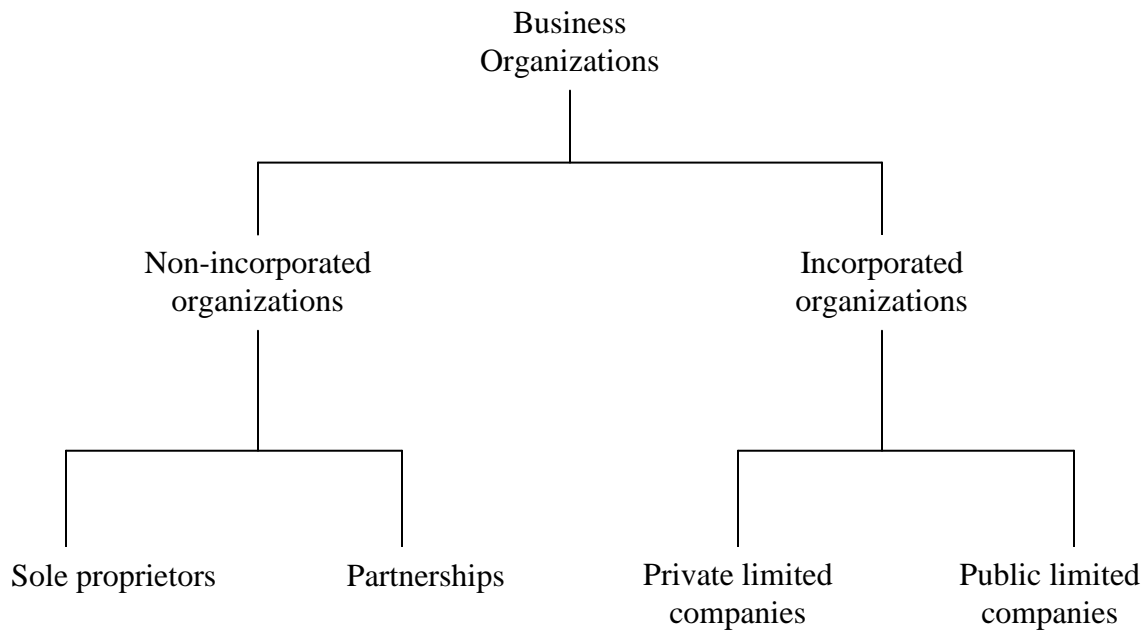 Business
Organizations
Non-incorporated
organizations
Incorporated
organizations
Sole proprietors
Partnerships
Private limited
companies
Public limited
companies